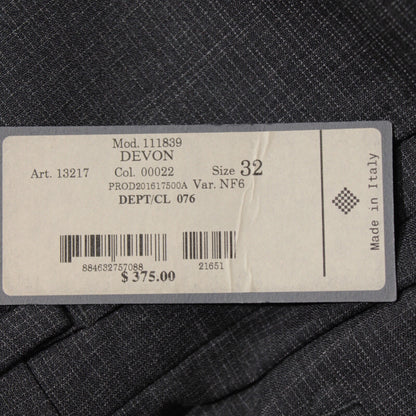 Mod. 111839
DEVON
Art. 13217 Col. 00022 Size 32
PROD201617500A Var. NF6
DEPT/CL 076
884632757088 21651
$ 375.00
Made in Italy